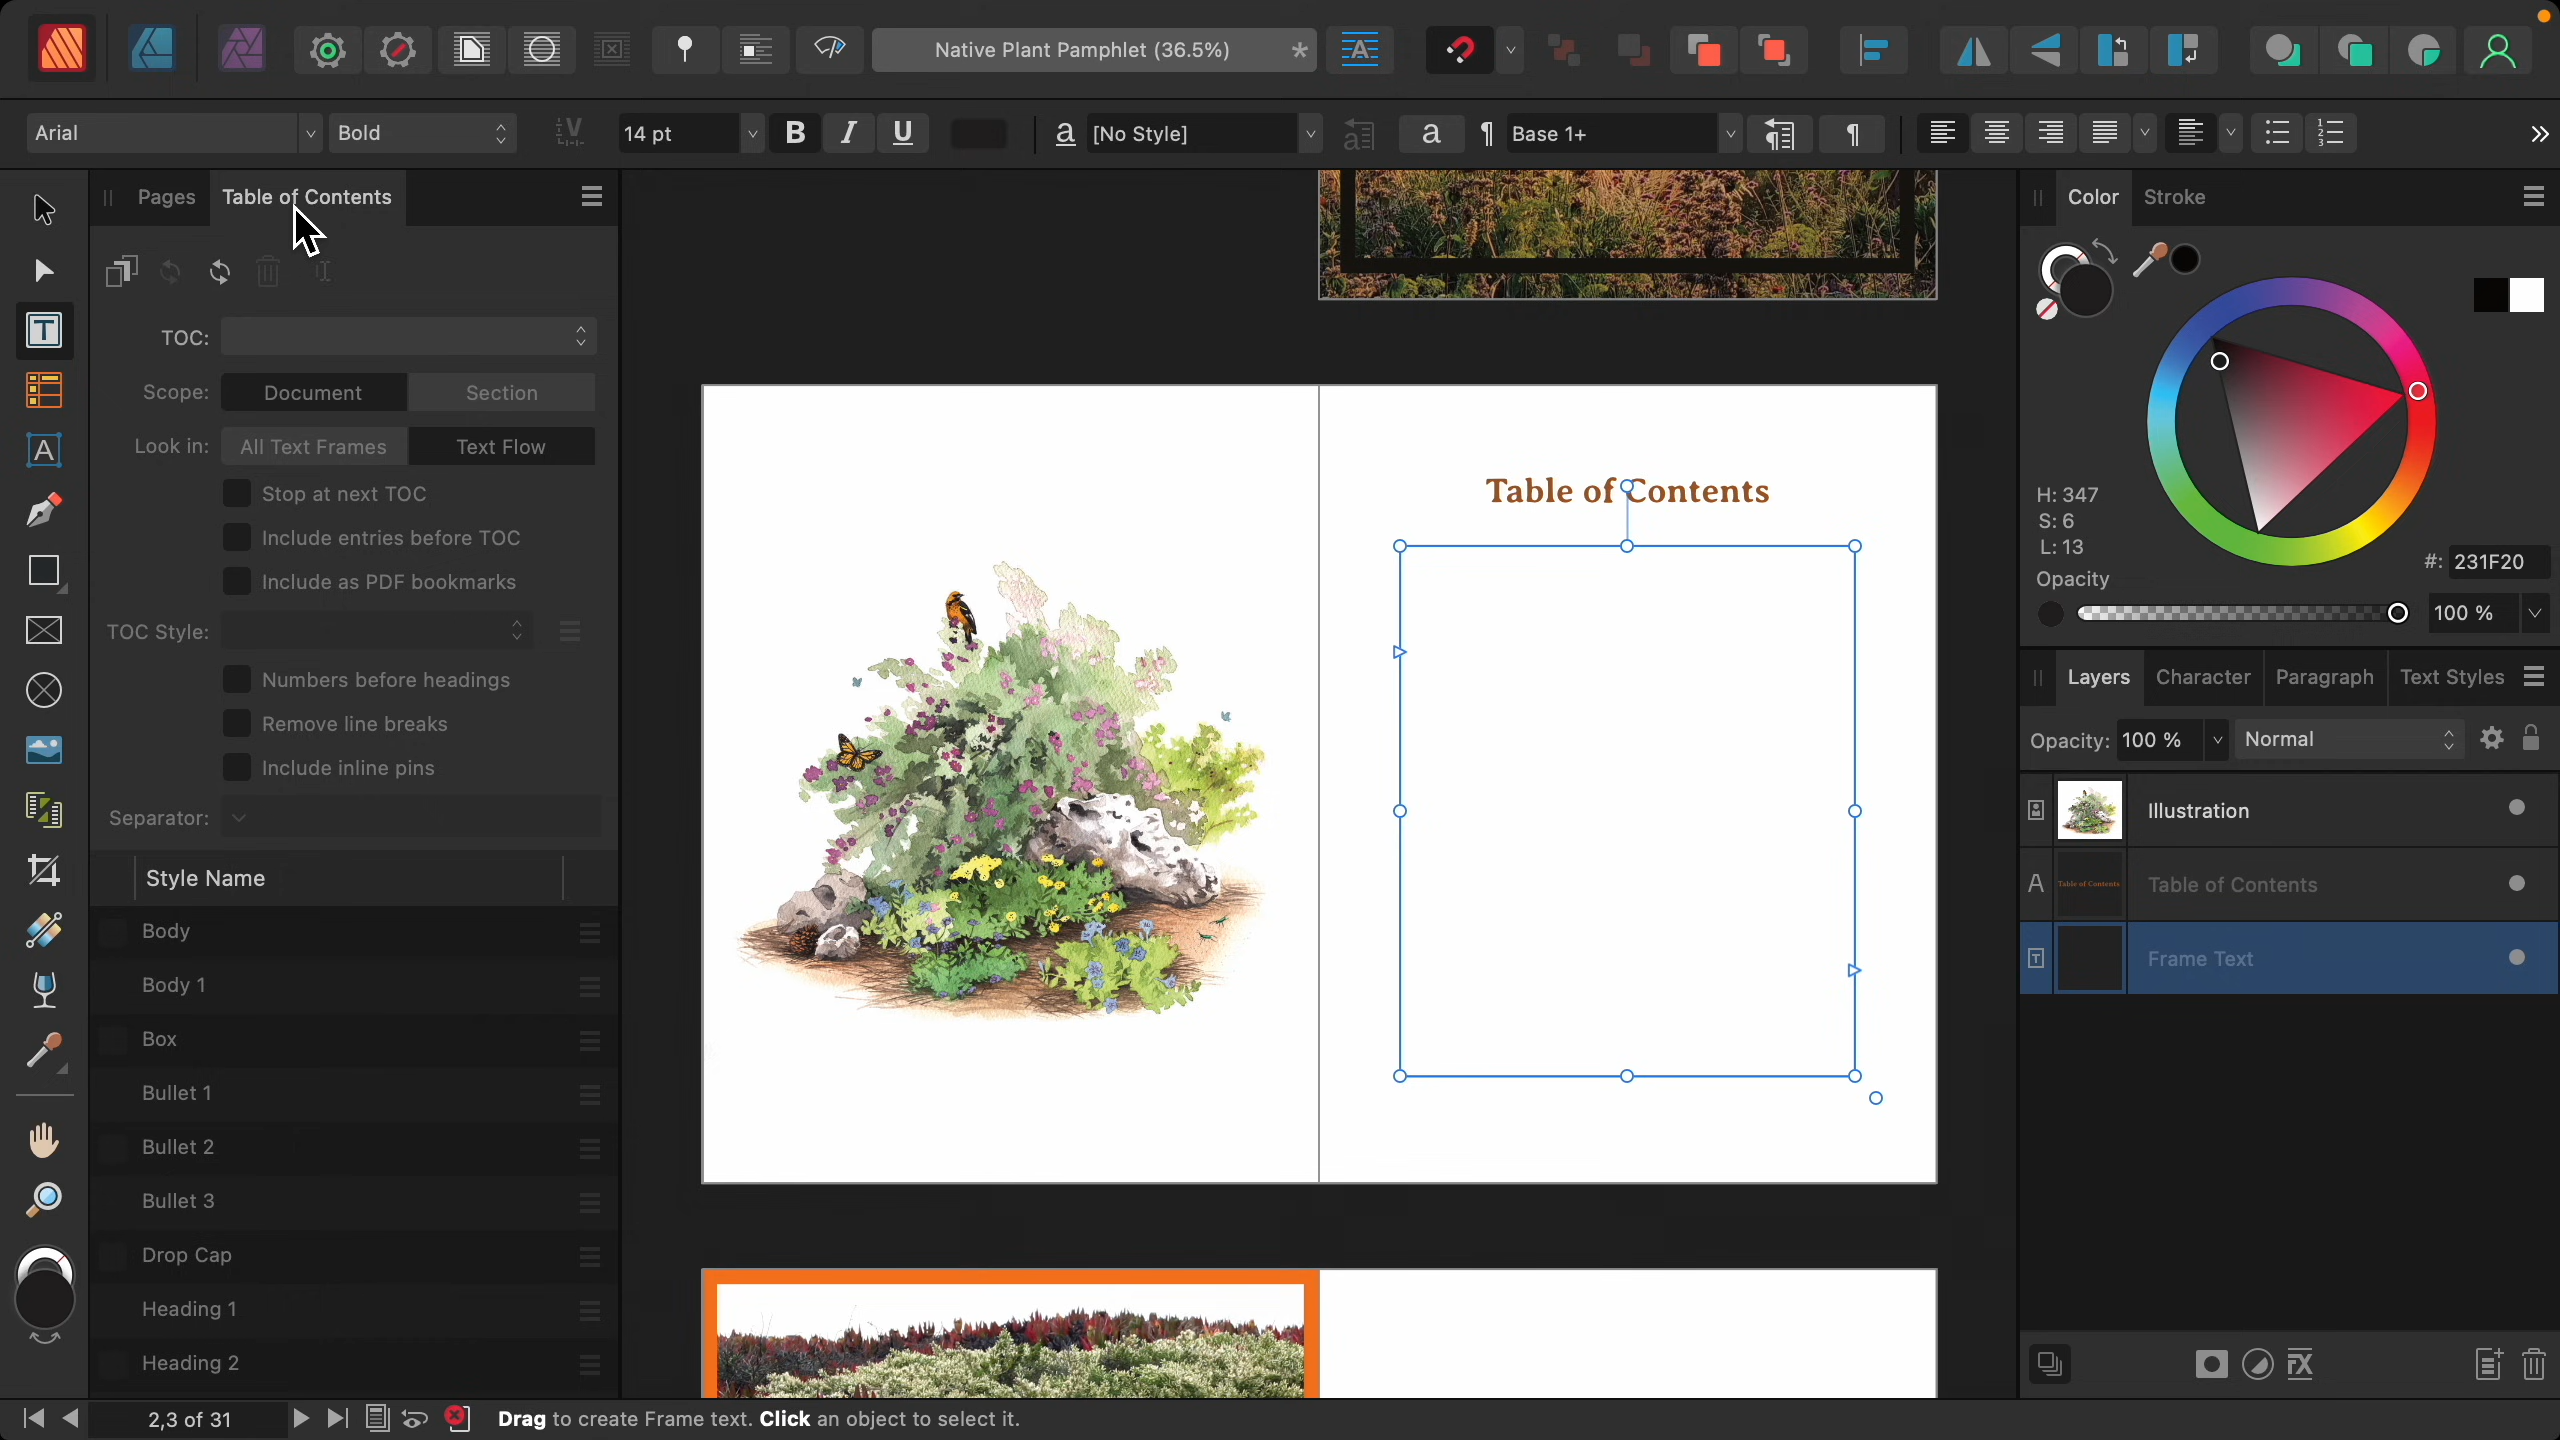 Native Plant Pamphlet (36.5%) *
Arial Bold 14 pt B I U a [No Style] a ¶ Base 1+ ¶
Pages Table of Contents
TOC:
Scope: Document Section
Look in: All Text Frames Text Flow
Stop at next TOC
Include entries before TOC
Include as PDF bookmarks
TOC Style:
Numbers before headings
Remove line breaks
Include inline pins
Separator:
Style Name
Body
Body 1
Box
Bullet 1
Bullet 2
Bullet 3
Drop Cap
Heading 1
Heading 2
Table of Contents
Color Stroke
H: 347
S: 6
L: 13
#: 231F20
Opacity
100 %
Layers Character Paragraph Text Styles
Opacity: 100 % Normal
Illustration
A Table of Contents Table of Contents
Frame Text
2,3 of 31 Drag to create Frame text. Click an object to select it.